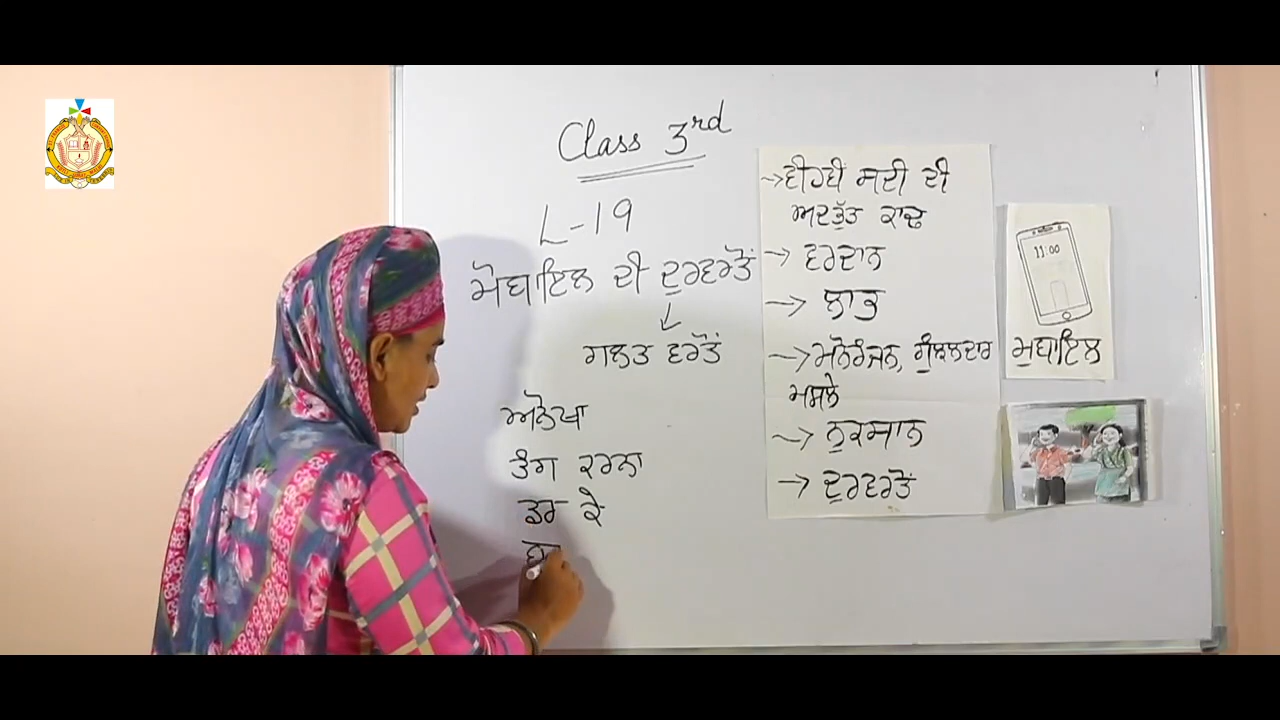 Class 3rd
L-19
ਮੋਬਾਇਲ ਦੀ ਦੁਰਵਰਤੋਂ
↓
ਗਲਤ ਵਰਤੋਂ
ਅਨੋਖਾ
ਤੰਗ ਕਰਨਾ
ਡਰ ਕੇ
→ਵੀਹਵੀਂ ਸਦੀ ਦੀ
ਅਦਭੁੱਤ ਕਾਢ
→ ਵਰਦਾਨ
→ ਲਾਭ
→ ਮਨੋਰੰਜਨ, ਗੁੰਝਲਦਾਰ
ਮਸਲੇ
→ ਨੁਕਸਾਨ
→ ਦੁਰਵਰਤੋਂ
11:00
ਮੁਬਾਇਲ